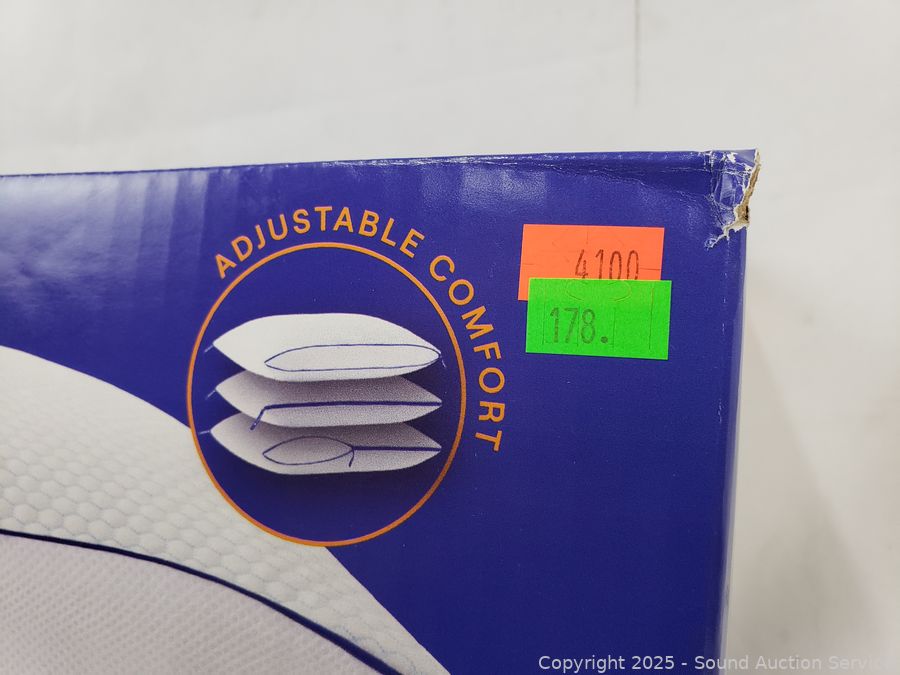 ADJUSTABLE COMFORT
4100
178.
Copyright 2025 - Sound Auction Service